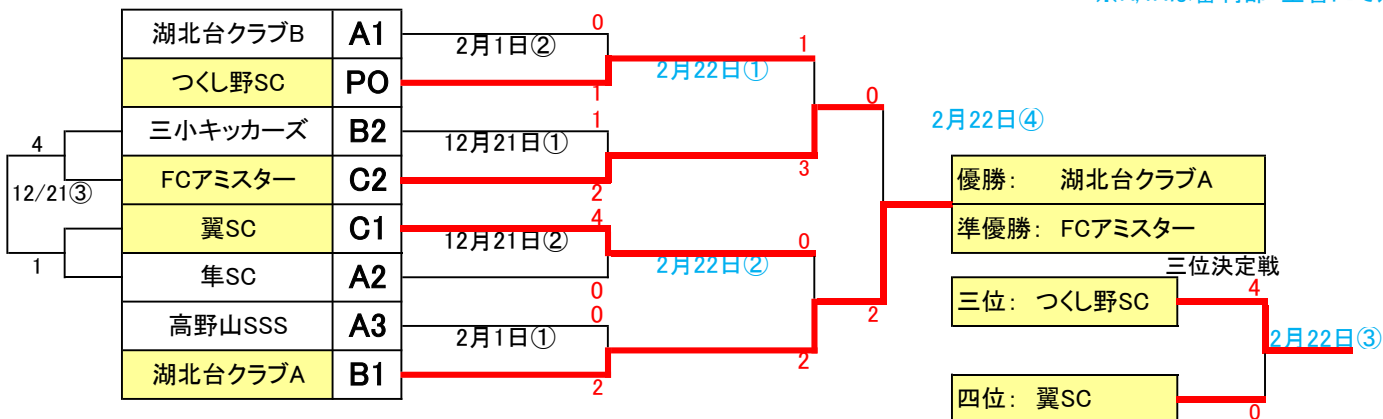 湖北台クラブB A1
つくし野SC PO
三小キッカーズ B2
FCアミスター C2
翼SC C1
隼SC A2
高野山SSS A3
湖北台クラブA B1
4
12/21③
1
0
2月1日②
1
1
12月21日①
2
4
12月21日②
0
0
2月1日①
2
1
2月22日①
3
0
2月22日②
2
0
2月22日④
2
優勝： 湖北台クラブA
準優勝： FCアミスター
三位決定戦
三位： つくし野SC
4
2月22日③
四位： 翼SC
0